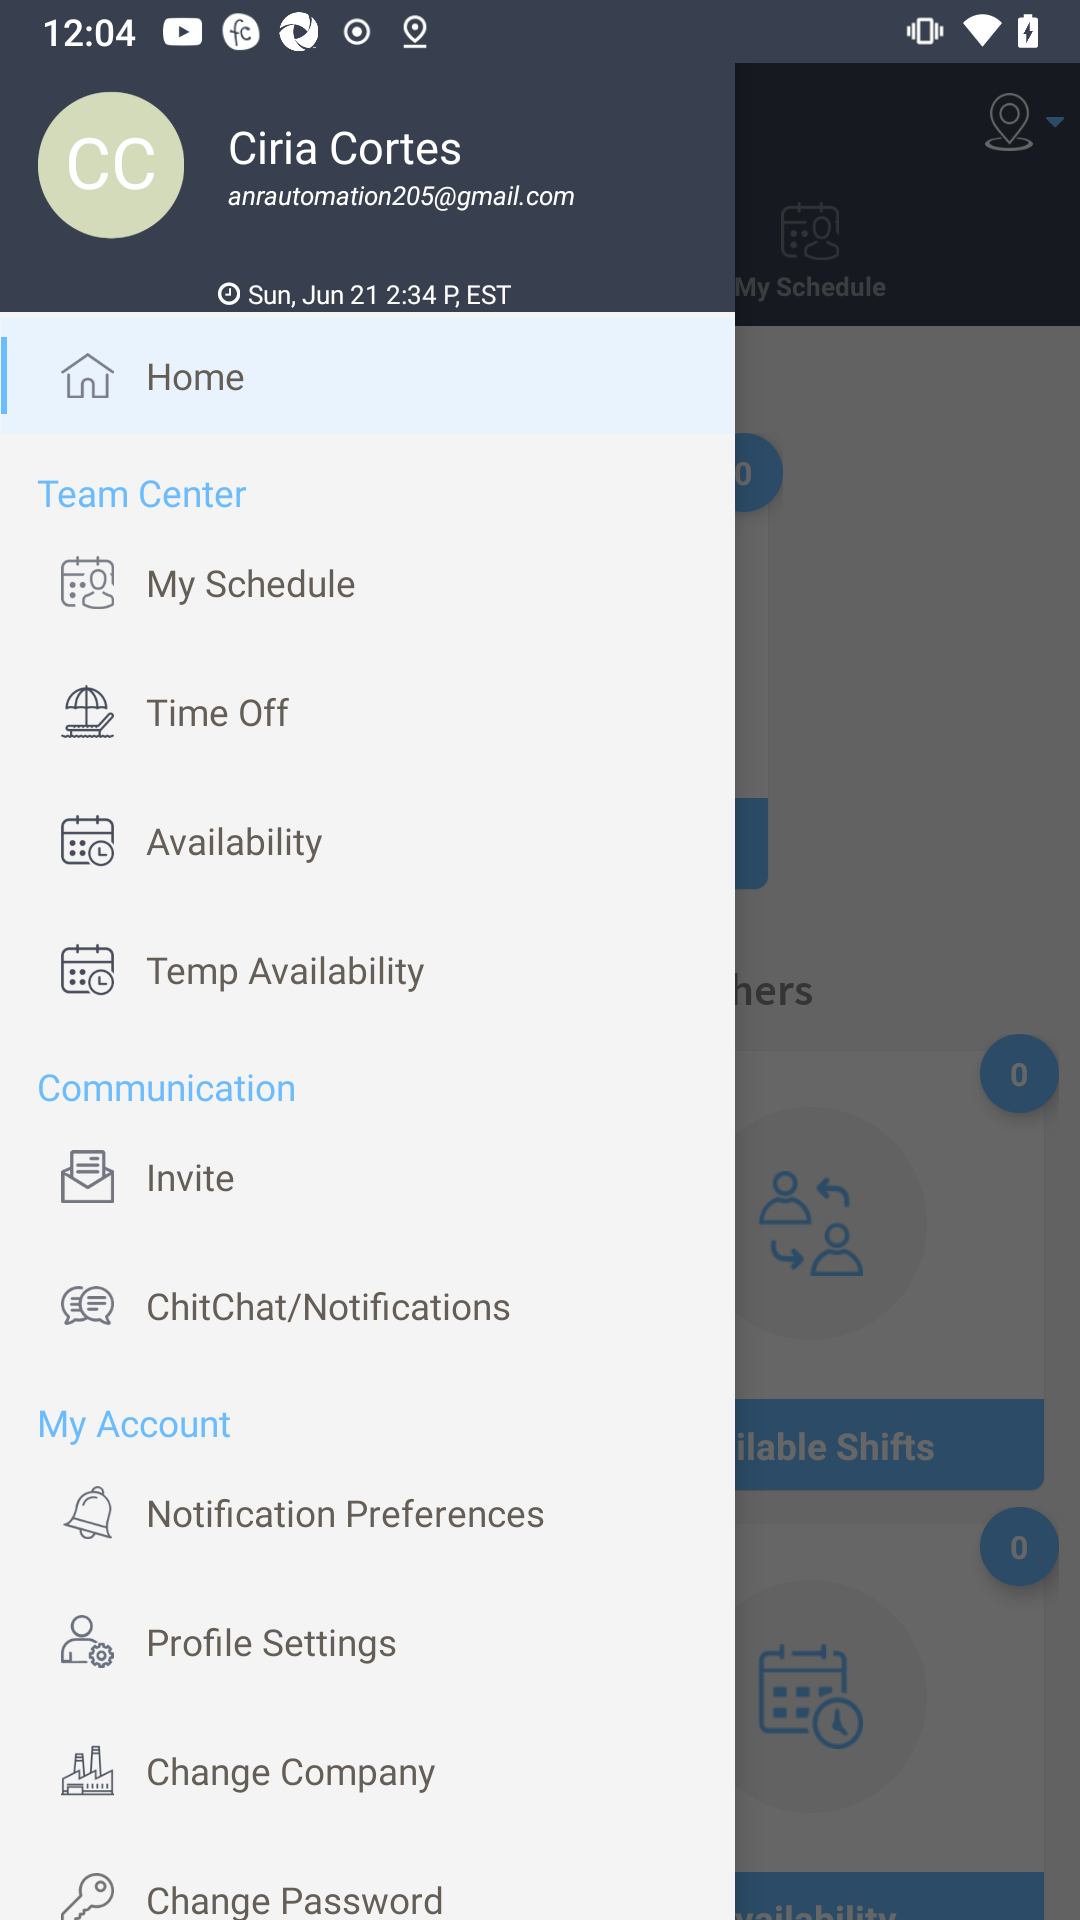 12:04
CC
Ciria Cortes
anrautomation205@gmail.com
Sun, Jun 21 2:34 P, EST
My Schedule
Home
0
Team Center
My Schedule
Time Off
Availability
Temp Availability
hers
0
Communication
Invite
ChitChat/Notifications
My Account
ilable Shifts
Notification Preferences
0
Profile Settings
Change Company
Change Password
vailability